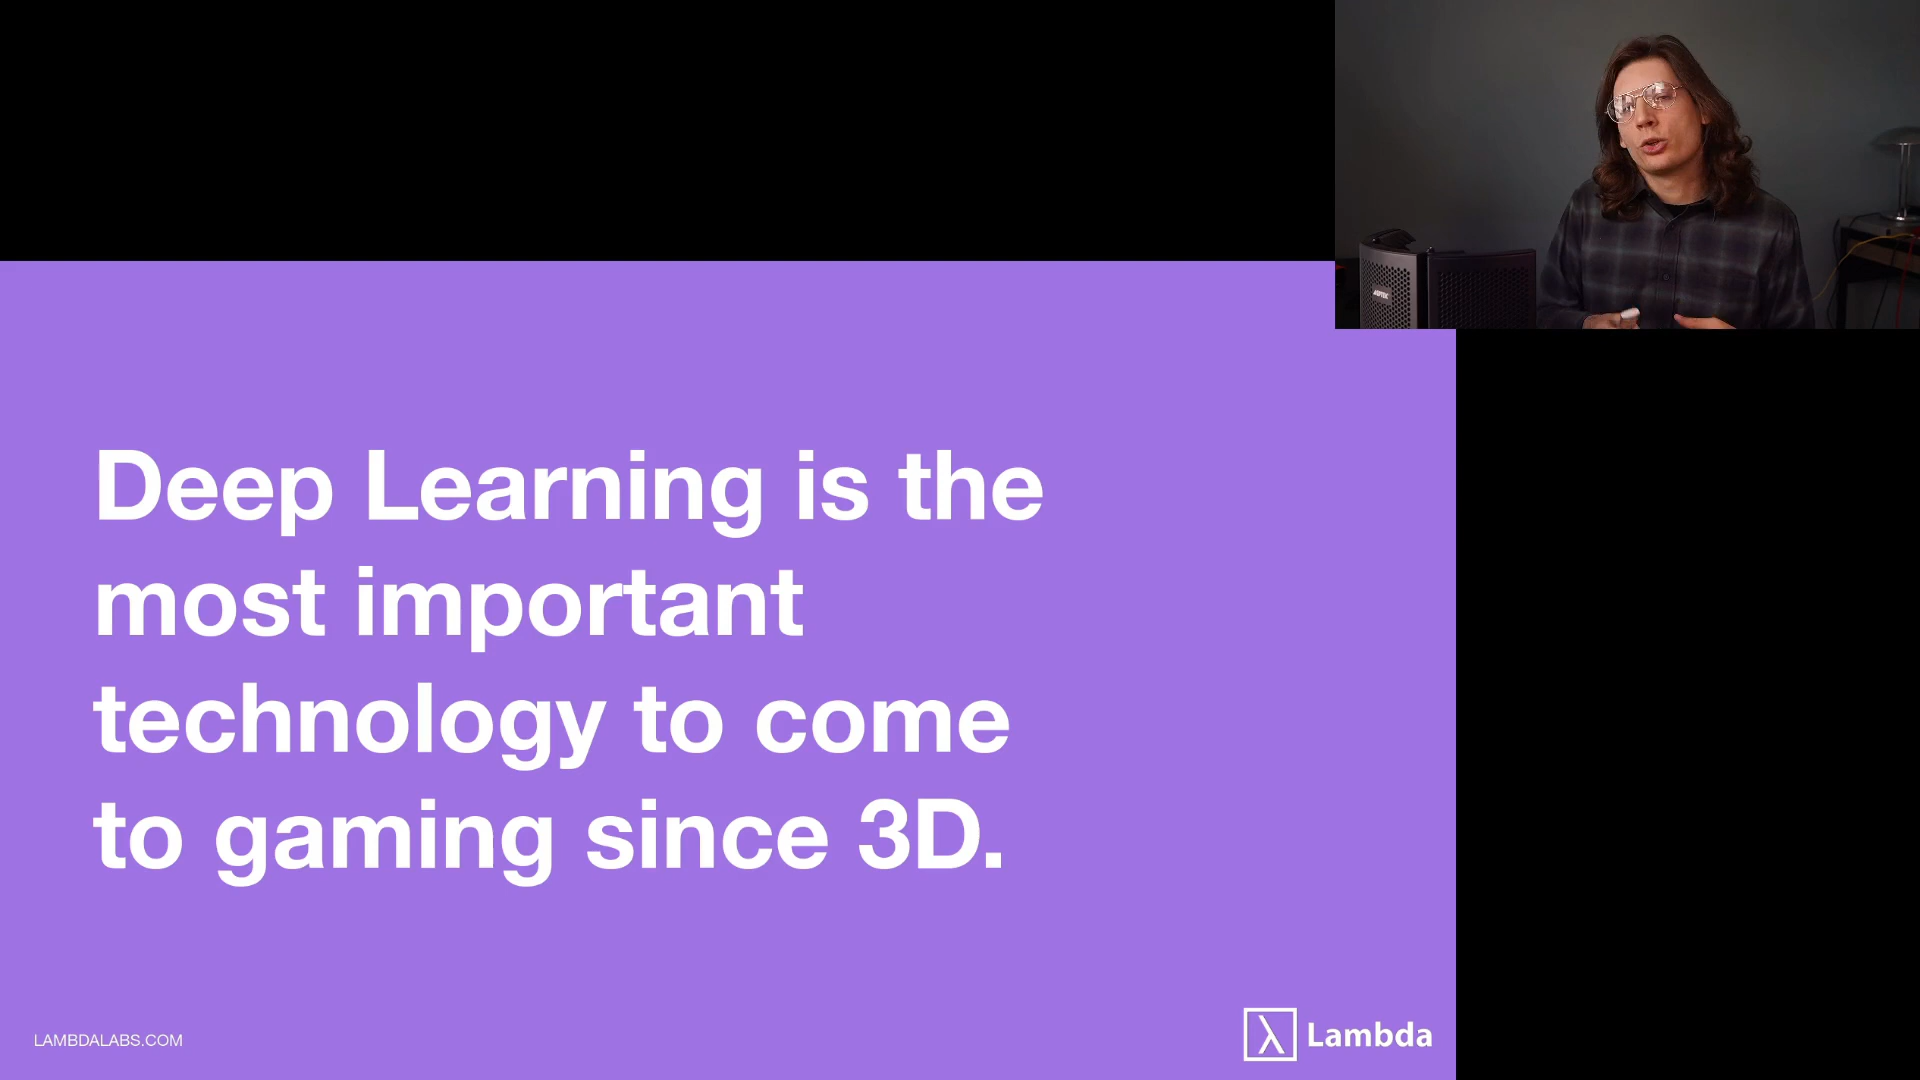 Deep Learning is the
most important
technology to come
to gaming since 3D.
LAMBDALABS.COM
λ Lambda